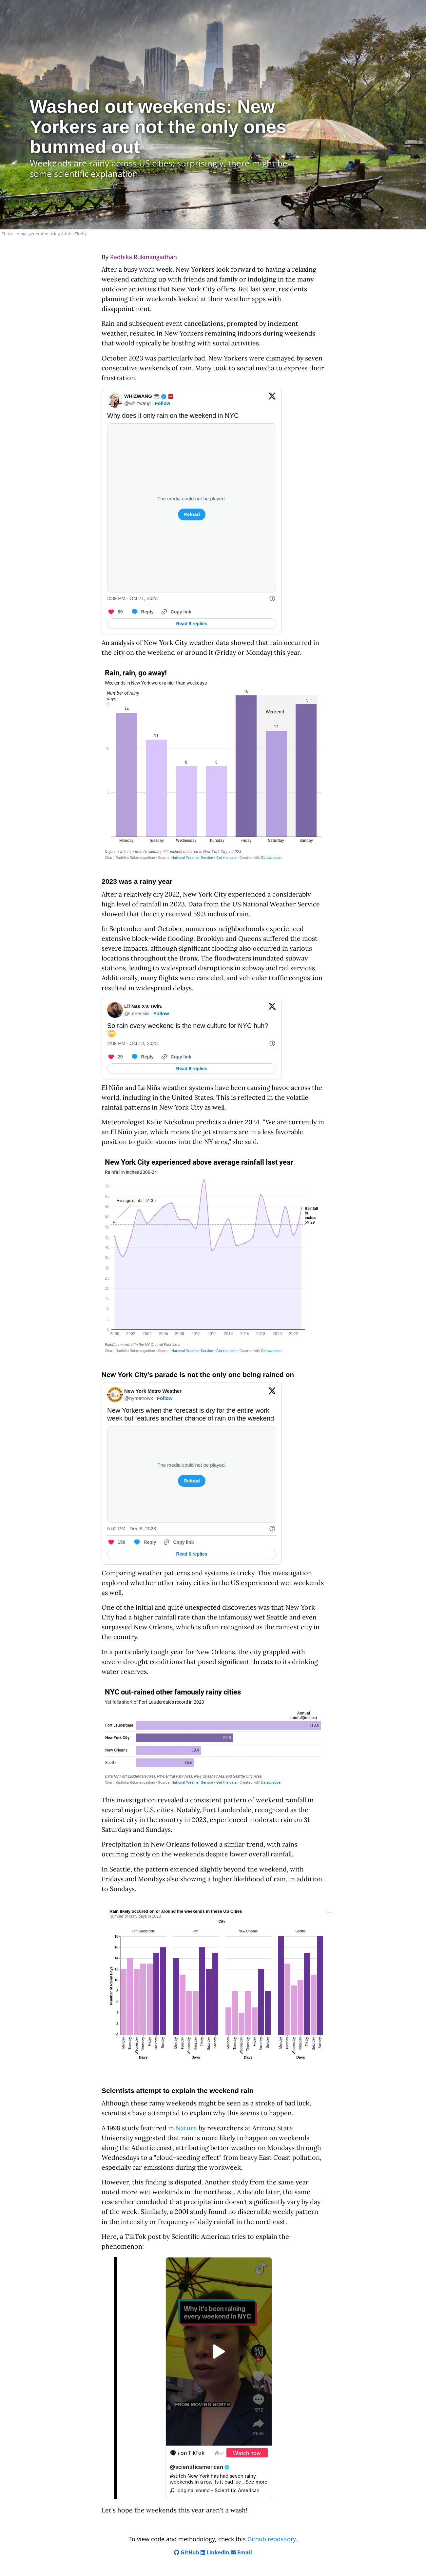 Washed out weekends: New
Yorkers are not the only ones
bummed out
Weekends are rainy across US cities; surprisingly, there might be
some scientific explanation
Photo: Image generated using Adobe Firefly
By Radhika Rukmangadhan
After a busy work week, New Yorkers look forward to having a relaxing
weekend catching up with friends and family or indulging in the many
outdoor activities that New York City offers. But last year, residents
planning their weekends looked at their weather apps with
disappointment.
Rain and subsequent event cancellations, prompted by inclement
weather, resulted in New Yorkers remaining indoors during weekends
that would typically be bustling with social activities.
October 2023 was particularly bad. New Yorkers were dismayed by seven
consecutive weekends of rain. Many took to social media to express their
frustration.
WHIZWANG
@whizwang · Follow
Why does it only rain on the weekend in NYC
The media could not be played.
Reload
3:39 PM · Oct 21, 2023
89 Reply Copy link
Read 9 replies
An analysis of New York City weather data showed that rain occurred in
the city on the weekend or around it (Friday or Monday) this year.
Rain, rain, go away!
Weekends in New York were rainier than weekdays
Number of rainy
days
15
10
5
14
11
8
8
16
12
15
Weekend
Monday Tuesday Wednesday Thursday Friday Saturday Sunday
Days on which moderate rainfall (>0.1 inches) occurred in New York City in 2023
Chart: Radhika Rukmangadhan · Source: National Weather Service · Get the data · Created with Datawrapper
2023 was a rainy year
After a relatively dry 2022, New York City experienced a considerably
high level of rainfall in 2023. Data from the US National Weather Service
showed that the city received 59.3 inches of rain.
In September and October, numerous neighborhoods experienced
extensive block-wide flooding. Brooklyn and Queens suffered the most
severe impacts, although significant flooding also occurred in various
locations throughout the Bronx. The floodwaters inundated subway
stations, leading to widespread disruptions in subway and rail services.
Additionally, many flights were canceled, and vehicular traffic congestion
resulted in widespread delays.
Lil Nas X's Twin.
@Leeeskiii · Follow
So rain every weekend is the new culture for NYC huh?
🙄
4:09 PM · Oct 14, 2023
29 Reply Copy link
Read 6 replies
El Niño and La Niña weather systems have been causing havoc across the
world, including in the United States. This is reflected in the volatile
rainfall patterns in New York City as well.
Meteorologist Katie Nickolaou predicts a drier 2024. “We are currently in
an El Niño year, which means the jet streams are in a less favorable
position to guide storms into the NY area,” she said.
New York City experienced above average rainfall last year
Rainfall in inches 2000-24
70
65
60
55
50
45
40
35
30
25
20
15
10
5
0
Average rainfall 51.3 in
Rainfall
in
inches
59.29
2000 2002 2004 2006 2008 2010 2012 2014 2016 2018 2020 2022
Rainfall recorded in the NY-Central Park Area
Chart: Radhika Rukmangadhan · Source: National Weather Service · Get the data · Created with Datawrapper
New York City's parade is not the only one being rained on
New York Metro Weather
@nymetrowx · Follow
New Yorkers when the forecast is dry for the entire work
week but features another chance of rain on the weekend
The media could not be played.
Reload
5:52 PM · Dec 6, 2023
150 Reply Copy link
Read 6 replies
Comparing weather patterns and systems is tricky. This investigation
explored whether other rainy cities in the US experienced wet weekends
as well.
One of the initial and quite unexpected discoveries was that New York
City had a higher rainfall rate than the infamously wet Seattle and even
surpassed New Orleans, which is often recognized as the rainiest city in
the country.
In a particularly tough year for New Orleans, the city grappled with
severe drought conditions that posed significant threats to its drinking
water reserves.
NYC out-rained other famously rainy cities
Yet falls short of Fort Lauderdale's record in 2023
Annual
rainfall(inches)
Fort Lauderdale
New York City
New Orleans
Seattle
Data for Fort Lauderdale Area, NY-Central Park Area, New Orleans Area, and Seattle City Area.
Chart: Radhika Rukmangadhan · Source: National Weather Service · Get the data · Created with Datawrapper
This investigation revealed a consistent pattern of weekend rainfall in
several major U.S. cities. Notably, Fort Lauderdale, recognized as the
rainiest city in the country in 2023, experienced moderate rain on 31
Saturdays and Sundays.
Precipitation in New Orleans followed a similar trend, with rains
occuring mostly on the weekends despite lower overall rainfall.
In Seattle, the pattern extended slightly beyond the weekend, with
Fridays and Mondays also showing a higher likelihood of rain, in addition
to Sundays.
Rain likely occured on or around the weekends in these US Cities
Number of rainy days in 2023
City
Fort Lauderdale NY New Orleans Seattle
Number of Rainy Days
18
16
14
12
10
8
6
4
2
0
Monday Tuesday Wednesday Thursday Friday Saturday Sunday
Monday Tuesday Wednesday Thursday Friday Saturday Sunday
Monday Tuesday Wednesday Thursday Friday Saturday Sunday
Monday Tuesday Wednesday Thursday Friday Saturday Sunday
Days Days Days Days
Scientists attempt to explain the weekend rain
Although these rainy weekends might be seen as a stroke of bad luck,
scientists have attempted to explain why this seems to happen.
A 1998 study featured in Nature by researchers at Arizona State
University suggested that rain is more likely to happen on weekends
along the Atlantic coast, attributing better weather on Mondays through
Wednesdays to a "cloud-seeding effect" from heavy East Coast pollution,
especially car emissions during the workweek.
However, this finding is disputed. Another study from the same year
noted more wet weekends in the northeast. A decade later, the same
researcher concluded that precipitation doesn't significantly vary by day
of the week. Similarly, a 2001 study found no discernible weekly pattern
in the intensity or frequency of daily rainfall in the northeast.
Here, a TikTok post by Scientific American tries to explain the
phenomenon:
Why it's been raining
every weekend in NYC
FROM MOVING NORTH
on TikTok
Watch now
@scientificamerican
#stitch New York has had seven rainy
weekends in a row. Is it bad luc ...See more
original sound - Scientific American
Let's hope the weekends this year aren't a wash!
To view code and methodology, check this Github repository.
GitHub LinkedIn Email